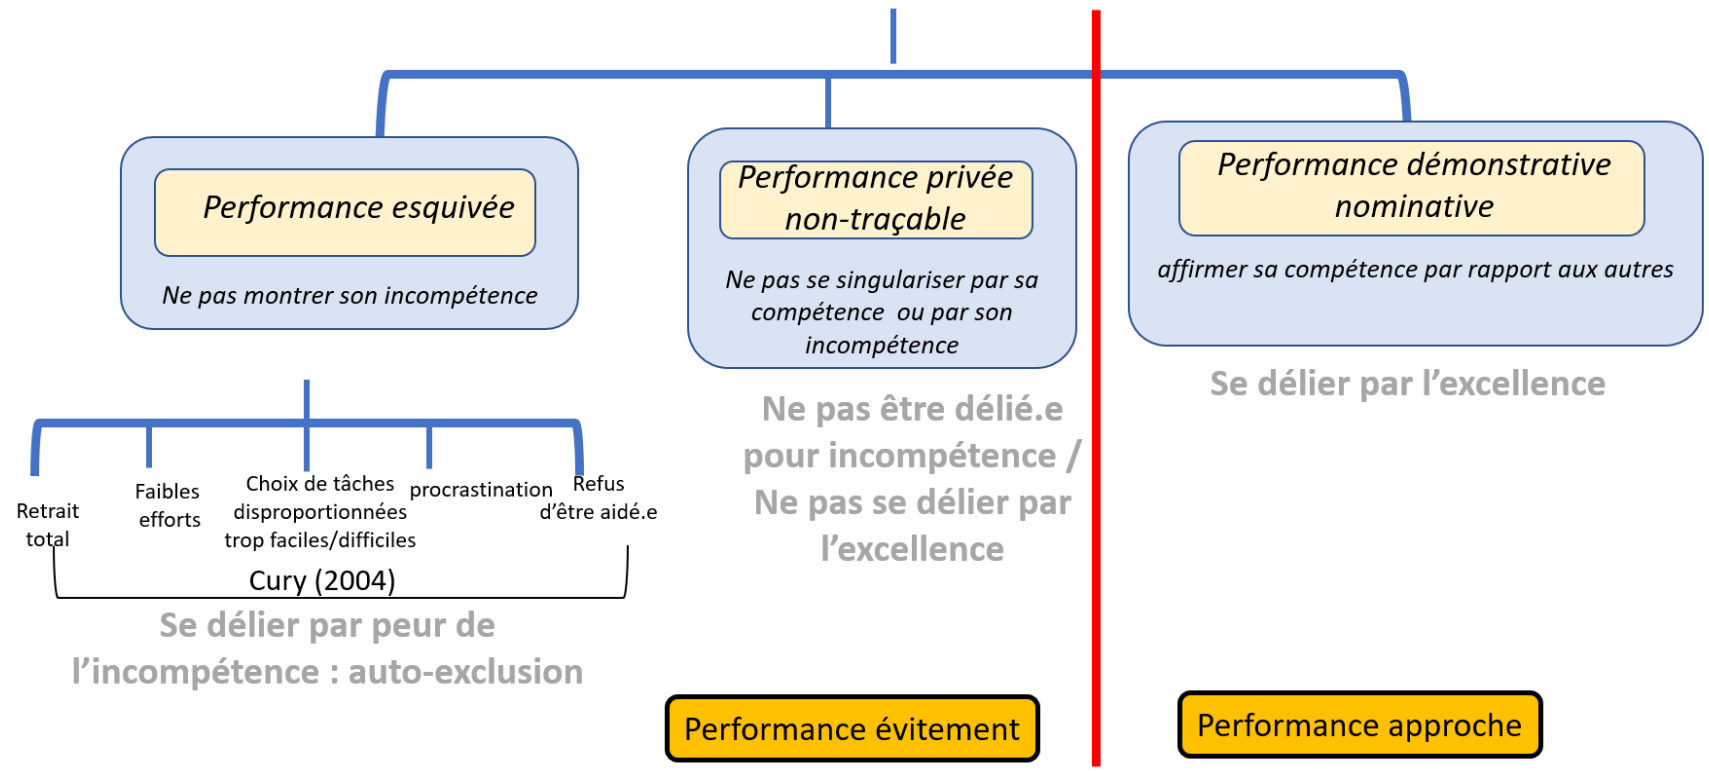 Performance esquivée
Ne pas montrer son incompétence
Performance privée
non-traçable
Ne pas se singulariser par sa
compétence ou par son
incompétence
Performance démonstrative
nominative
affirmer sa compétence par rapport aux autres
Retrait
total
Faibles
efforts
Choix de tâches
disproportionnées
trop faciles/difficiles
procrastination
Refus
d’être aidé.e
Cury (2004)
Se délier par peur de
l’incompétence : auto-exclusion
Ne pas être délié.e
pour incompétence /
Ne pas se délier par
l’excellence
Se délier par l’excellence
Performance évitement
Performance approche